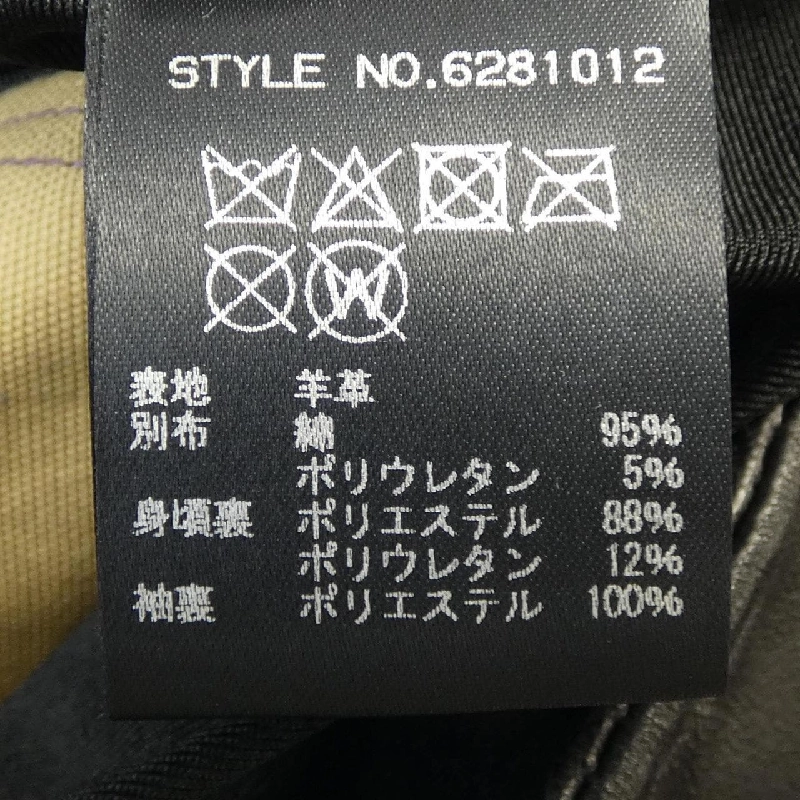 STYLE NO.6281012
W
表地 羊革
別布 綿 95%
ポリウレタン 5%
身頃裏 ポリエステル 88%
ポリウレタン 12%
袖裏 ポリエステル 100%